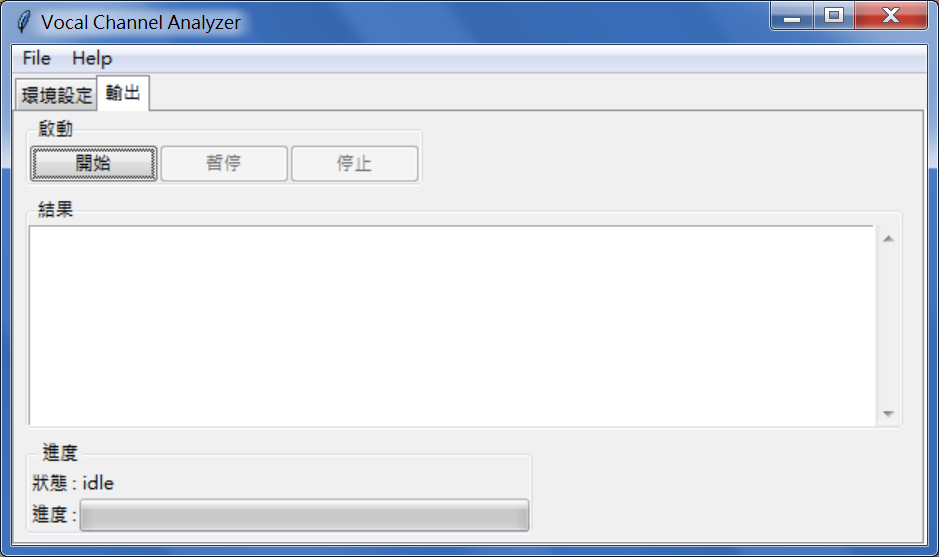 Vocal Channel Analyzer
File Help
環境設定 輸出
啟動
開始 暫停 停止
結果
進度
狀態 : idle
進度 :